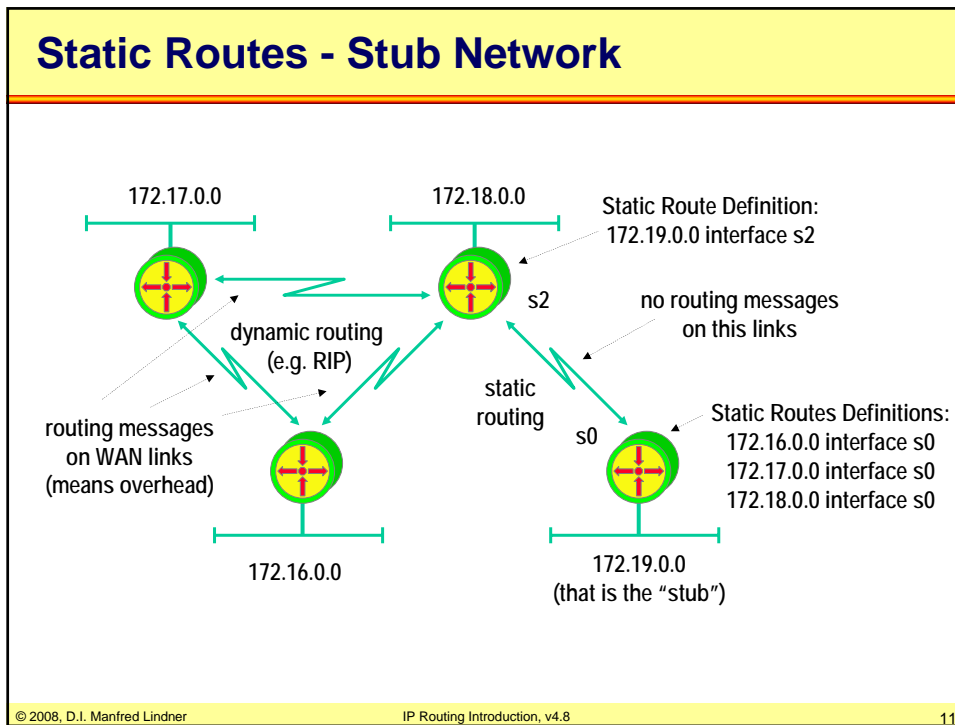 Static Routes - Stub Network
172.17.0.0
172.18.0.0
Static Route Definition:
172.19.0.0 interface s2
s2
no routing messages
on this links
dynamic routing
(e.g. RIP)
static
routing
s0
routing messages
on WAN links
(means overhead)
Static Routes Definitions:
172.16.0.0 interface s0
172.17.0.0 interface s0
172.18.0.0 interface s0
172.16.0.0
172.19.0.0
(that is the “stub”)
© 2008, D.I. Manfred Lindner
IP Routing Introduction, v4.8
11